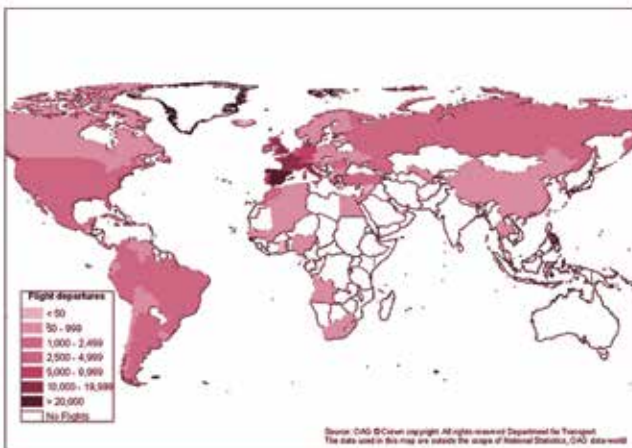 Flight departures
< 50
50 - 999
1,000 - 2,499
2,500 - 4,999
5,000 - 9,999
10,000 - 19,999
> 20,000
No Flights
Source: OAG © Crown copyright. All rights reserved Department for Transport.
The data used in this map are outside the scope of National Statistics, OAG data world